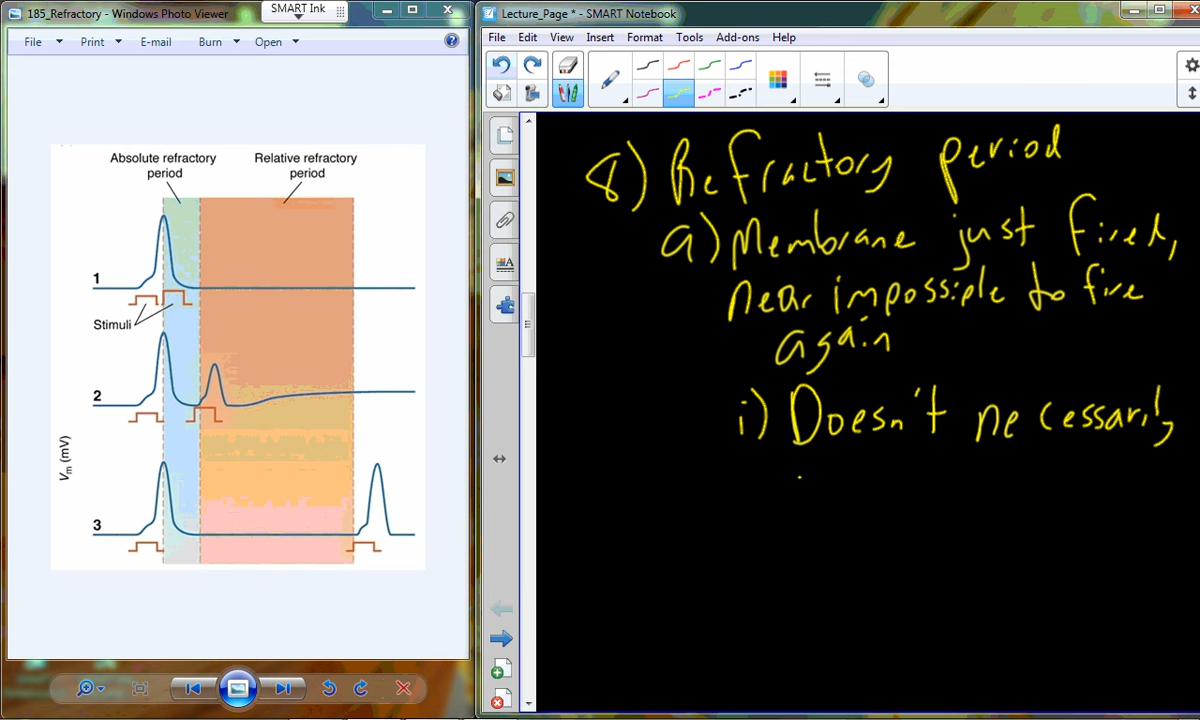 185_Refractory - Windows Photo Viewer
SMART Ink
File Print E-mail Burn Open
Absolute refractory period
Relative refractory period
1
Stimuli
2
Vm (mV)
3
Lecture_Page * - SMART Notebook
File Edit View Insert Format Tools Add-ons Help
8) Refractory period
a) Membrane just fired,
near impossiple to fire
again
i) Doesn't necessarily